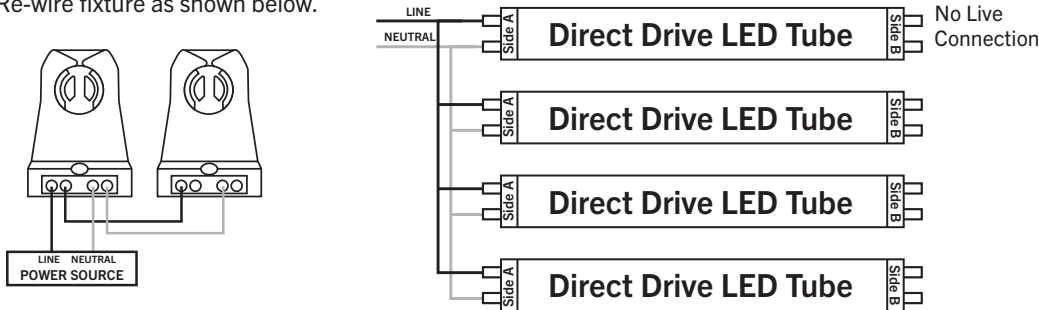 Re-wire fixture as shown below.
LINE NEUTRAL
POWER SOURCE
LINE
NEUTRAL
Side A
Direct Drive LED Tube
Side B
No Live
Connection
Side A
Direct Drive LED Tube
Side B
Side A
Direct Drive LED Tube
Side B
Side A
Direct Drive LED Tube
Side B